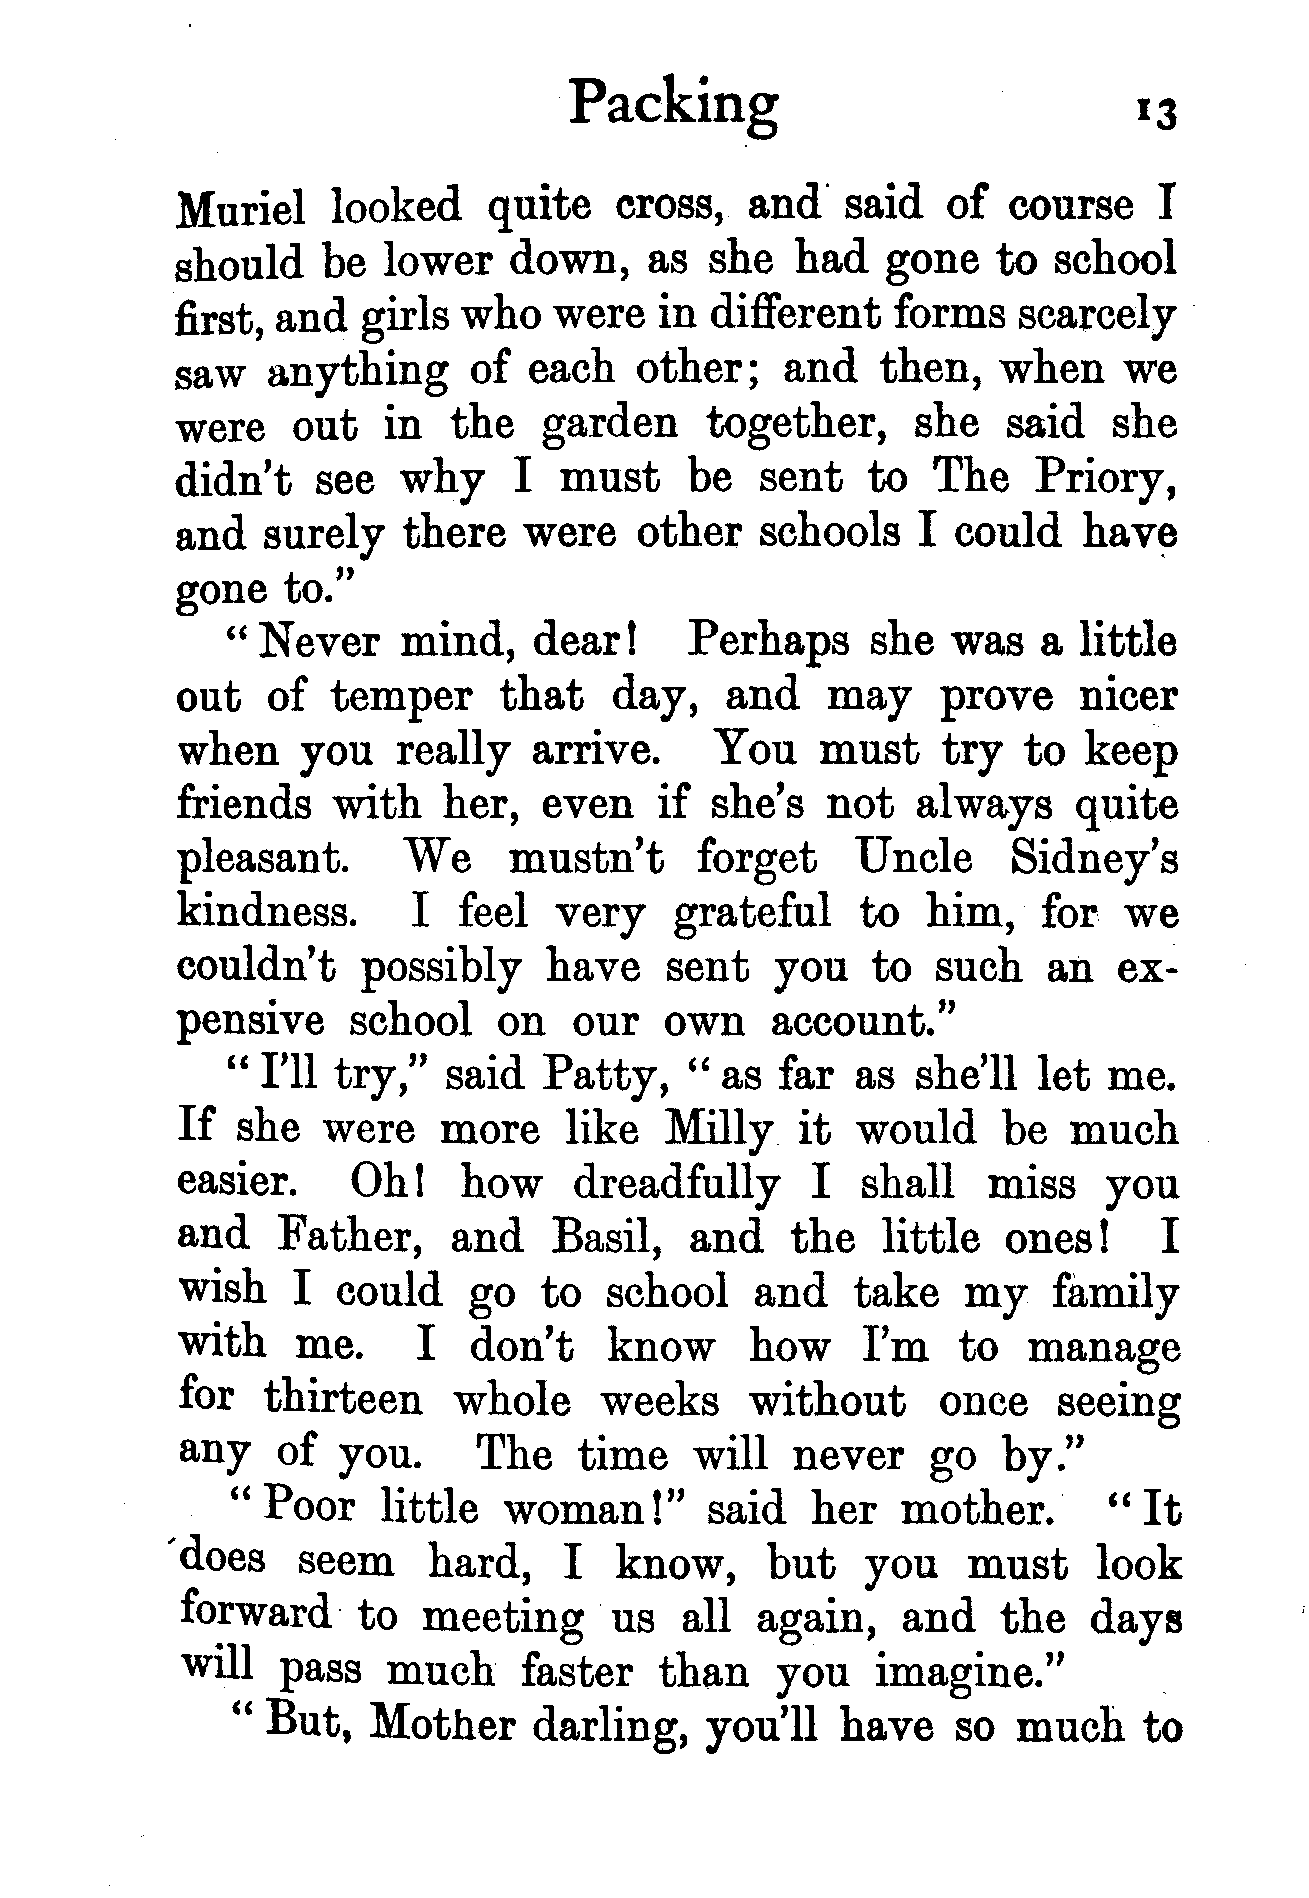 Packing 13
Muriel looked quite cross, and said of course I
should be lower down, as she had gone to school
first, and girls who were in different forms scarcely
saw anything of each other; and then, when we
were out in the garden together, she said she
didn't see why I must be sent to The Priory,
and surely there were other schools I could have
gone to."
"Never mind, dear! Perhaps she was a little
out of temper that day, and may prove nicer
when you really arrive. You must try to keep
friends with her, even if she's not always quite
pleasant. We mustn't forget Uncle Sidney's
kindness. I feel very grateful to him, for we
couldn't possibly have sent you to such an ex-
pensive school on our own account."
"I'll try," said Patty, "as far as she'll let me.
If she were more like Milly it would be much
easier. Oh! how dreadfully I shall miss you
and Father, and Basil, and the little ones! I
wish I could go to school and take my family
with me. I don't know how I'm to manage
for thirteen whole weeks without once seeing
any of you. The time will never go by."
"Poor little woman!" said her mother. "It
does seem hard, I know, but you must look
forward to meeting us all again, and the days
will pass much faster than you imagine."
"But, Mother darling, you'll have so much to